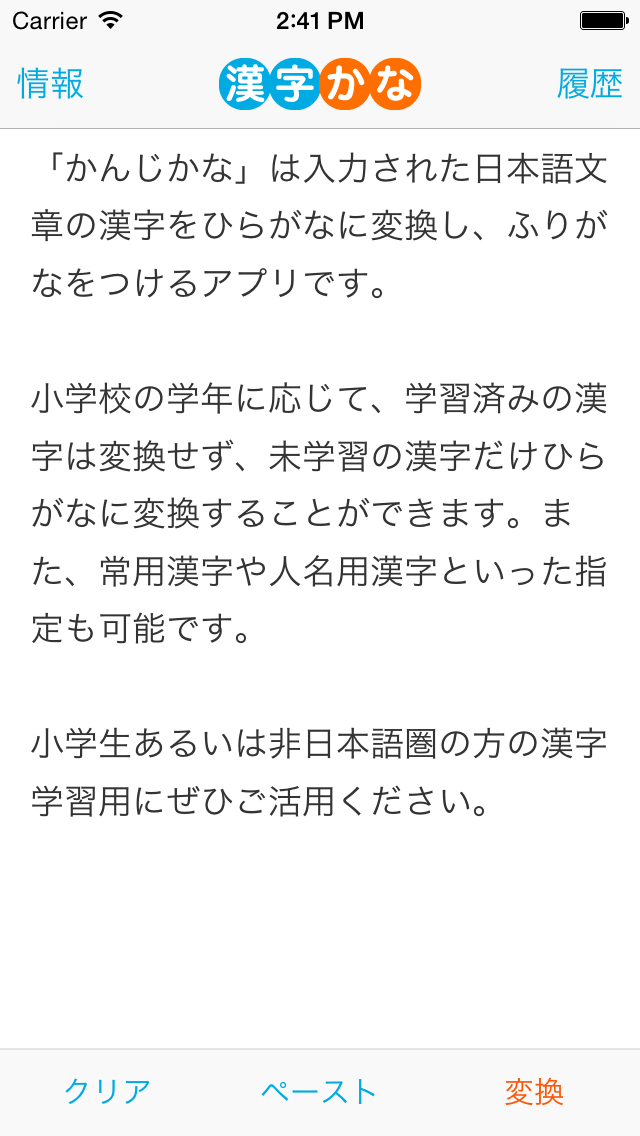 Carrier 2:41 PM
情報 漢字かな 履歴
「かんじかな」は入力された日本語文
章の漢字をひらがなに変換し、ふりが
なをつけるアプリです。
小学校の学年に応じて、学習済みの漢
字は変換せず、未学習の漢字だけひら
がなに変換することができます。ま
た、常用漢字や人名用漢字といった指
定も可能です。
小学生あるいは非日本語圏の方の漢字
学習用にぜひご活用ください。
クリア ペースト 変換